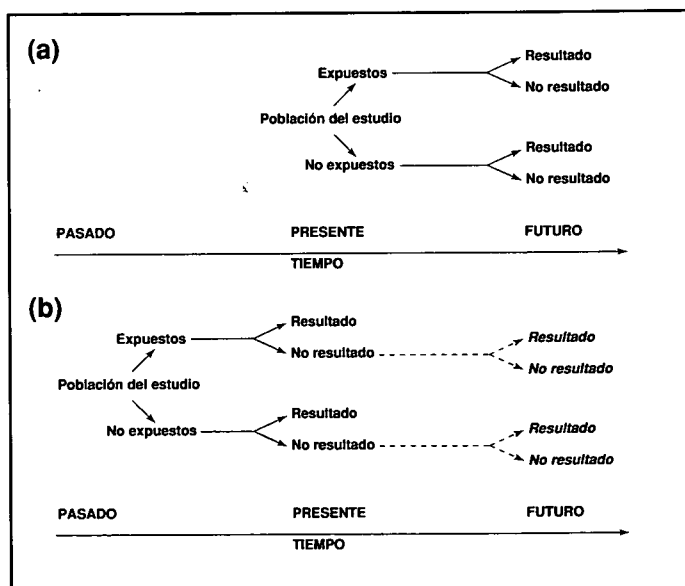 (a)
Resultado
Expuestos
No resultado
Población del estudio
Resultado
No expuestos
No resultado
PASADO PRESENTE FUTURO
TIEMPO
(b)
Resultado
Expuestos
No resultado
Resultado
No resultado
Población del estudio
Resultado
No expuestos
No resultado
Resultado
No resultado
PASADO PRESENTE FUTURO
TIEMPO